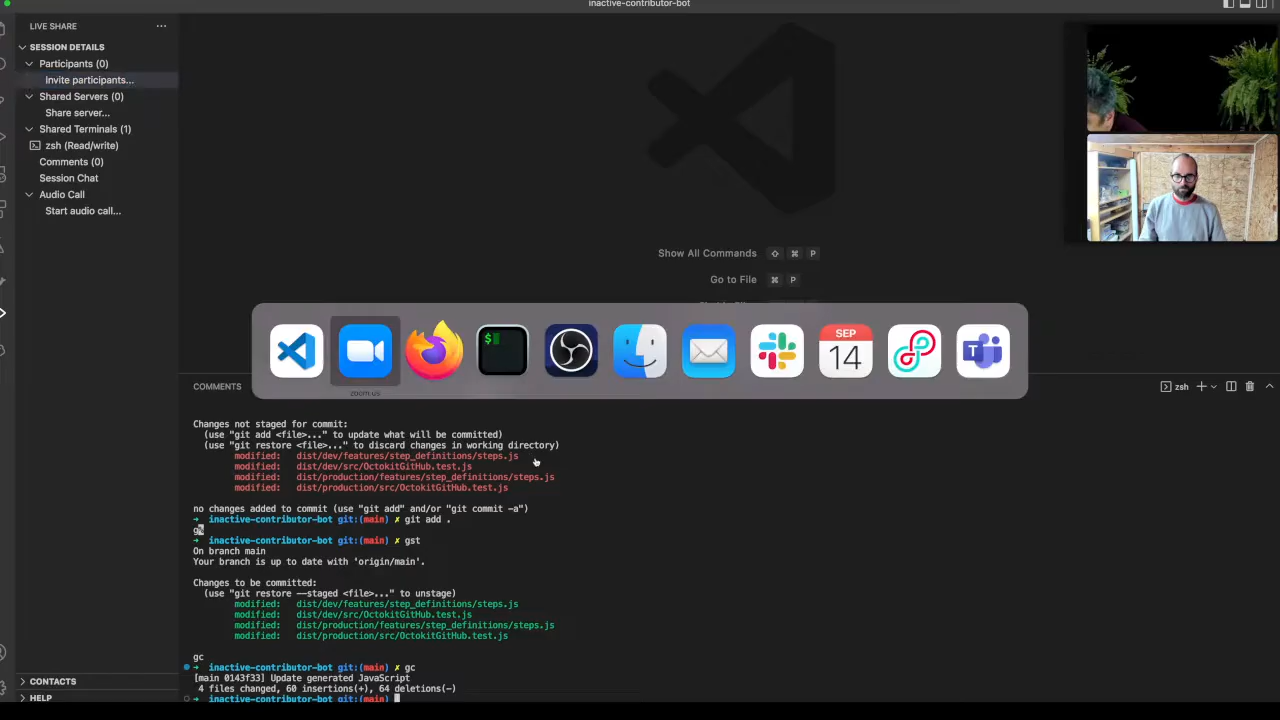 inactive-contributor-bot
LIVE SHARE
SESSION DETAILS
Participants (0)
Invite participants...
Shared Servers (0)
Share server...
Shared Terminals (1)
zsh (Read/write)
Comments (0)
Session Chat
Audio Call
Start audio call...
Show All Commands ⇧ ⌘ P
Go to File ⌘ P
$
SEP
14
T
zoom.us
COMMENTS
zsh
Changes not staged for commit:
(use "git add <file>..." to update what will be committed)
(use "git restore <file>..." to discard changes in working directory)
modified: dist/dev/features/step_definitions/steps.js
modified: dist/dev/src/OctokitGitHub.test.js
modified: dist/production/features/step_definitions/steps.js
modified: dist/production/src/OctokitGitHub.test.js
no changes added to commit (use "git add" and/or "git commit -a")
➜ inactive-contributor-bot git:(main) ✗ git add .
➜ inactive-contributor-bot git:(main) ✗ gst
On branch main
Your branch is up to date with 'origin/main'.
Changes to be committed:
(use "git restore --staged <file>..." to unstage)
modified: dist/dev/features/step_definitions/steps.js
modified: dist/dev/src/OctokitGitHub.test.js
modified: dist/production/features/step_definitions/steps.js
modified: dist/production/src/OctokitGitHub.test.js
gc
➜ inactive-contributor-bot git:(main) ✗ gc
[main 0143f33] Update generated JavaScript
4 files changed, 60 insertions(+), 64 deletions(-)
➜ inactive-contributor-bot git:(main)
CONTACTS
HELP